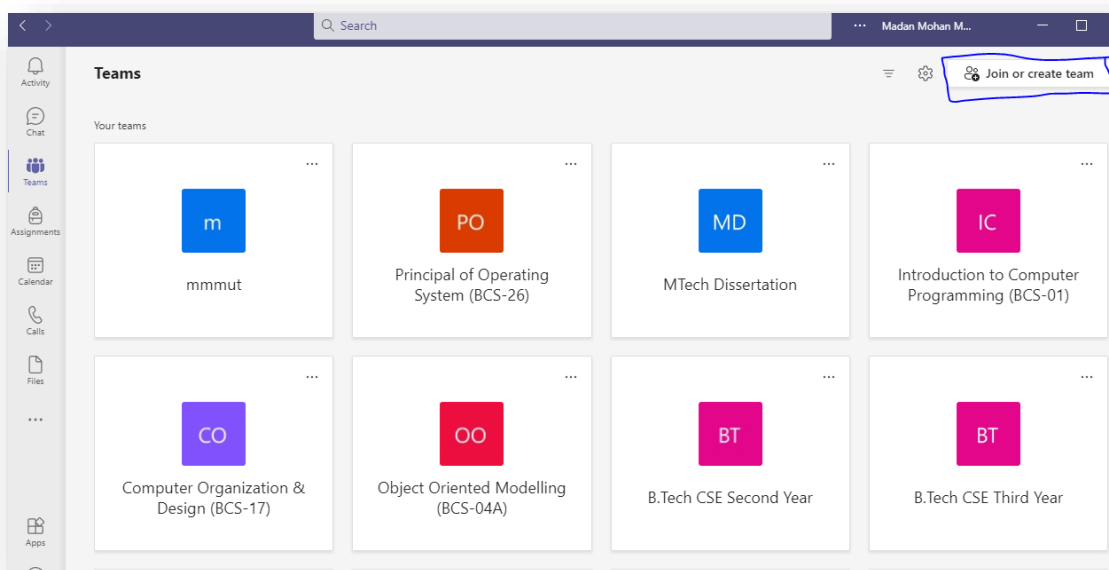 Search
Madan Mohan M...
Activity
Chat
Teams
Assignments
Calendar
Calls
Files
Apps
Teams
Join or create team
Your teams
m
mmmut
PO
Principal of Operating
System (BCS-26)
MD
MTech Dissertation
IC
Introduction to Computer
Programming (BCS-01)
CO
Computer Organization &
Design (BCS-17)
OO
Object Oriented Modelling
(BCS-04A)
BT
B.Tech CSE Second Year
BT
B.Tech CSE Third Year